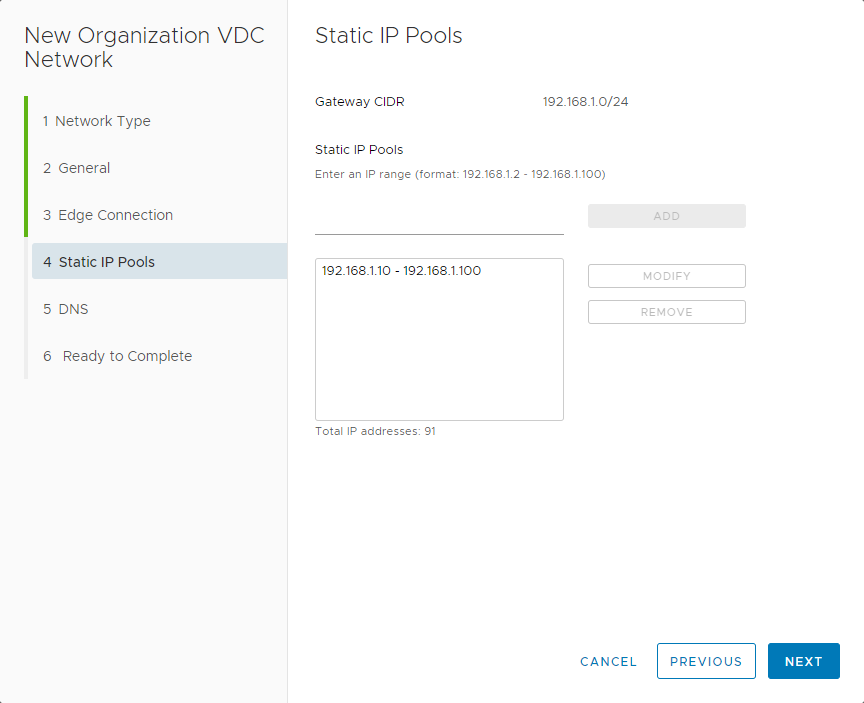 New Organization VDC
Network
1 Network Type
2 General
3 Edge Connection
4 Static IP Pools
5 DNS
6 Ready to Complete
Static IP Pools
Gateway CIDR 192.168.1.0/24
Static IP Pools
Enter an IP range (format: 192.168.1.2 - 192.168.1.100)
ADD
192.168.1.10 - 192.168.1.100
MODIFY
REMOVE
Total IP addresses: 91
CANCEL PREVIOUS NEXT